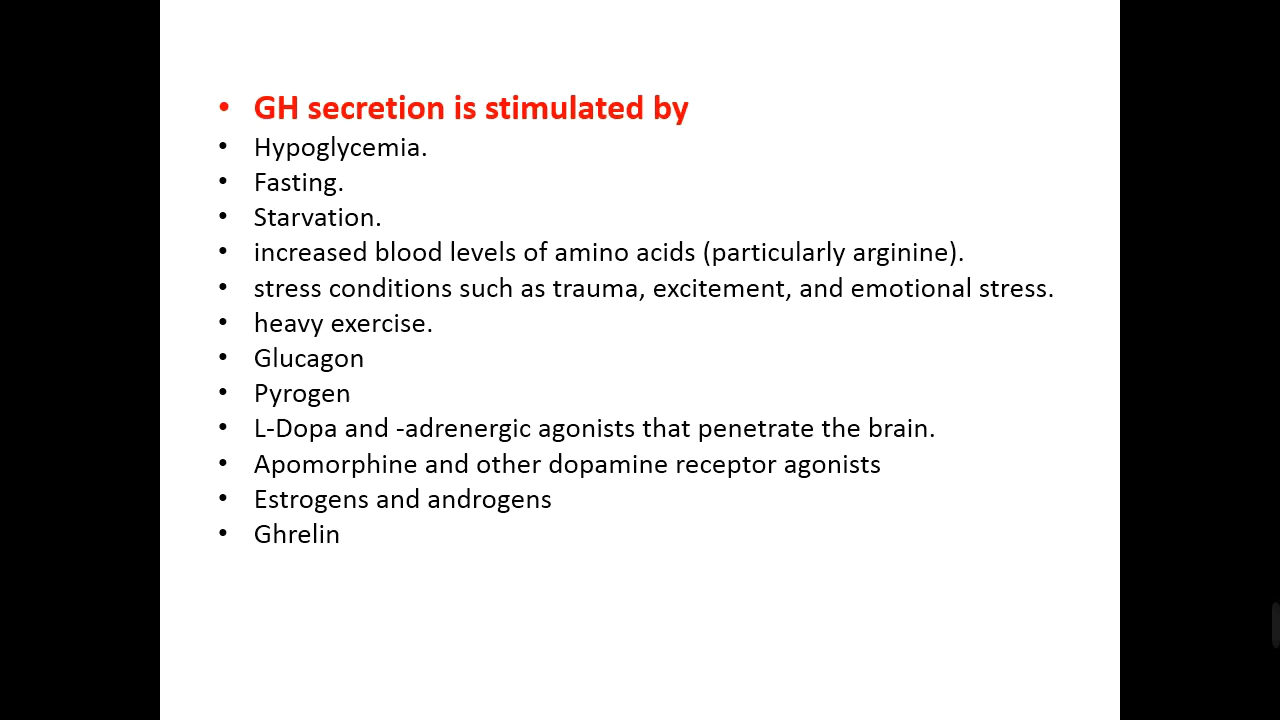 • GH secretion is stimulated by
• Hypoglycemia.
• Fasting.
• Starvation.
• increased blood levels of amino acids (particularly arginine).
• stress conditions such as trauma, excitement, and emotional stress.
• heavy exercise.
• Glucagon
• Pyrogen
• L-Dopa and -adrenergic agonists that penetrate the brain.
• Apomorphine and other dopamine receptor agonists
• Estrogens and androgens
• Ghrelin